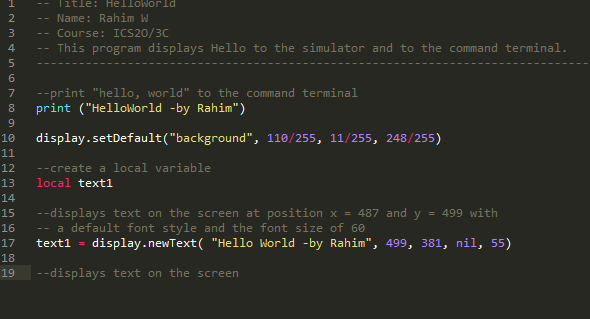 1 -- Title: HelloWorld
2 -- Name: Rahim W
3 -- Course: ICS2O/3C
4 -- This program displays Hello to the simulator and to the command terminal.
5 -----------------------------------------------------------------------------
6
7 --print "hello, world" to the command terminal
8 print ("HelloWorld -by Rahim")
9
10 display.setDefault("background", 110/255, 11/255, 248/255)
11
12 --create a local variable
13 local text1
14
15 --displays text on the screen at position x = 487 and y = 499 with
16 -- a default font style and the font size of 60
17 text1 = display.newText( "Hello World -by Rahim", 499, 381, nil, 55)
18
19 --displays text on the screen